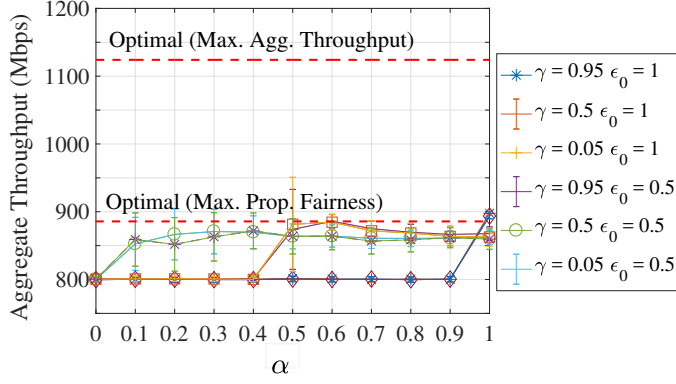 1200
1100
1000
900
800
Aggregate Throughput (Mbps)
Optimal (Max. Agg. Throughput)
Optimal (Max. Prop. Fairness)
0 0.1 0.2 0.3 0.4 0.5 0.6 0.7 0.8 0.9 1
α
γ = 0.95 ϵ₀ = 1
γ = 0.5 ϵ₀ = 1
γ = 0.05 ϵ₀ = 1
γ = 0.95 ϵ₀ = 0.5
γ = 0.5 ϵ₀ = 0.5
γ = 0.05 ϵ₀ = 0.5